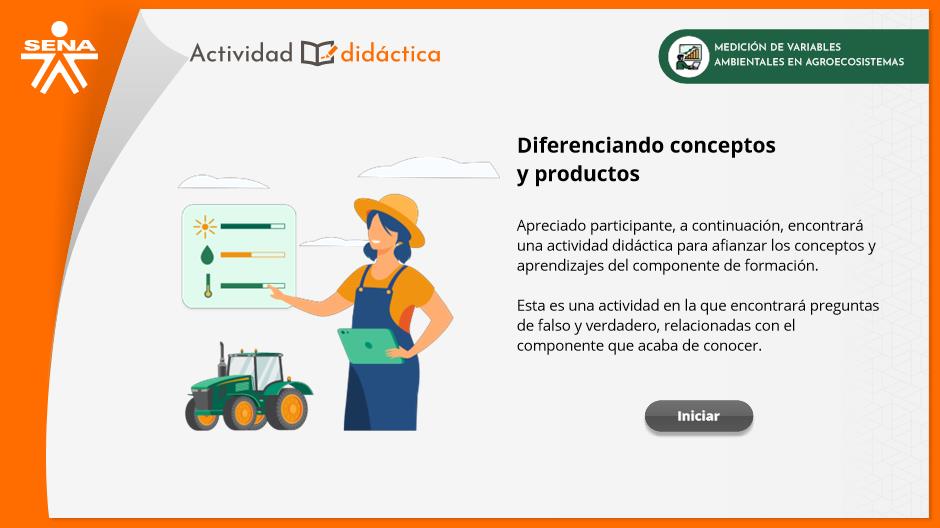 SENA
Actividad didáctica
MEDICIÓN DE VARIABLES
AMBIENTALES EN AGROECOSISTEMAS
Diferenciando conceptos
y productos
Apreciado participante, a continuación, encontrará
una actividad didáctica para afianzar los conceptos y
aprendizajes del componente de formación.
Esta es una actividad en la que encontrará preguntas
de falso y verdadero, relacionadas con el
componente que acaba de conocer.
Iniciar